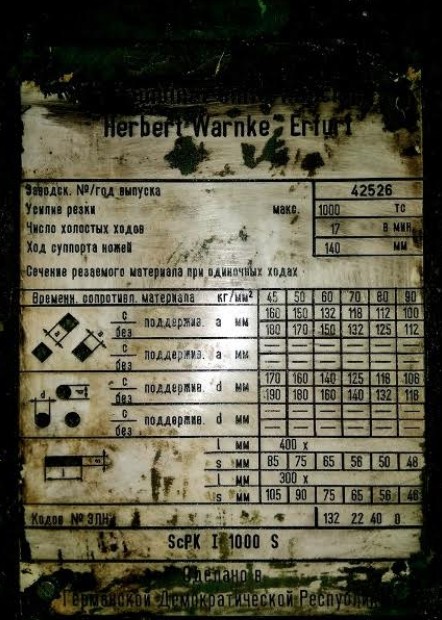 Herbert Warnke Erfurt
Заводск. №/год выпуска 42526
Усилие резки макс. 1000 тс
Число холостых ходов 17 в мин.
Ход суппорта ножей 140 мм
Сечение резаемого материала при одиночных ходах
Временн. сопротивл. материала кг/мм² 45 50 60 70 80 90
с поддержив. a мм 160 150 132 118 112 100
без 180 170 150 132 125 112
с поддержив. a мм — — — — — —
без — — — — — —
с поддержив. d мм 170 160 140 125 118 106
без 190 180 160 140 132 118
с поддержив. d мм — — — — — —
без — — — — — —
l мм 400 x
s мм 85 75 65 56 50 48
l мм 300 x
s мм 105 90 75 65 56 48
Кодов № ЭПН 132 22 40 0
ScPK I 1000 S
Сделано в
Германской Демократической Республике